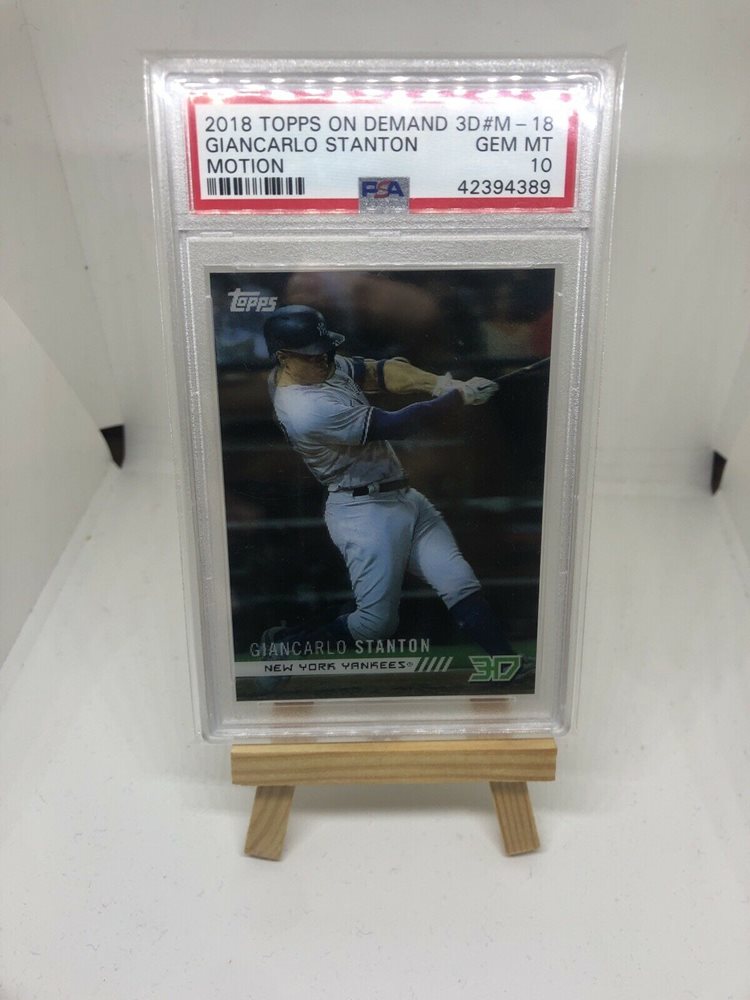 2018 TOPPS ON DEMAND 3D#M-18
GIANCARLO STANTON GEM MT
MOTION 10
PSA 42394389
topps
GIANCARLO STANTON
NEW YORK YANKEES®
3D